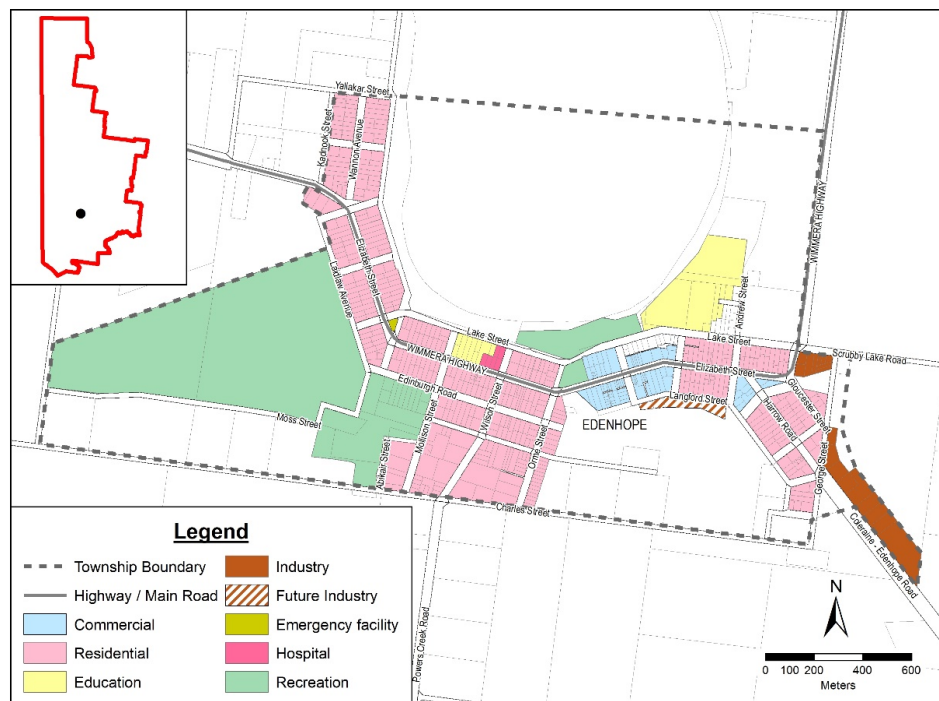 Yallakar Street
Kadnook Street
Wannon Avenue
WIMMERA HIGHWAY
Elizabeth Street
Laidlaw Avenue
Andrew Street
Lake Street
Lake Street
Scrubby Lake Road
WIMMERA HIGHWAY
Elizabeth Street
Edinburgh Road
Langford Street
Gloucester Street
Moss Street
Mollison Street
Wilson Street
Harrow Road
EDENHOPE
Orme Street
Abikair Street
George Street
Charles Street
Coleraine - Edenhope Road
Powers Creek Road
Legend
Township Boundary
Industry
Highway / Main Road
Future Industry
Commercial
Emergency facility
Residential
Hospital
Education
Recreation
N
0 100 200 400 600
Meters